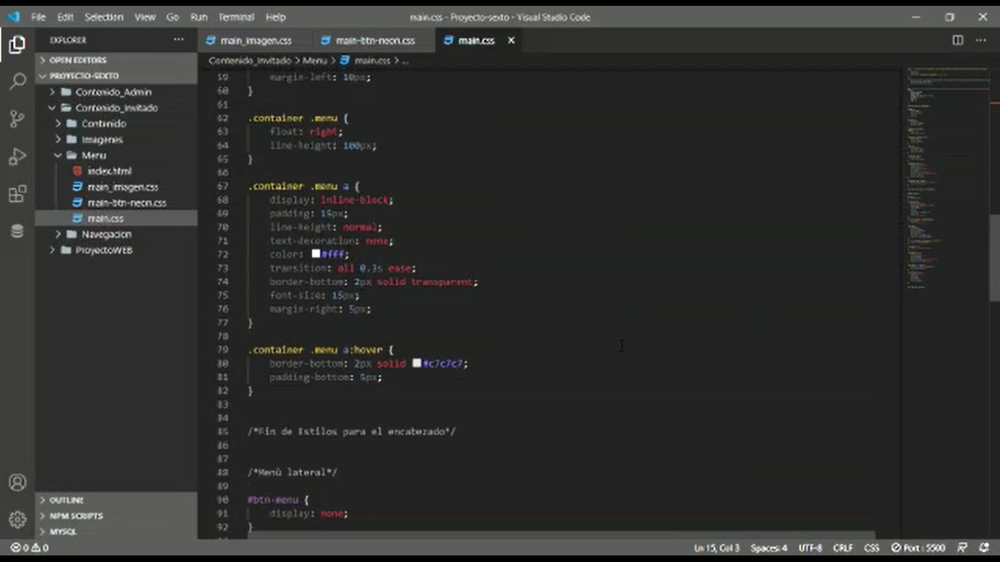 File Edit Selection View Go Run Terminal Help
main.css - Proyecto-sexto - Visual Studio Code
EXPLORER
main_imagen.css
main-btn-neon.css
main.css
OPEN EDITORS
Contenido_Invitado > Menu > main.css > ...
PROYECTO-SEXTO
Contenido_Admin
Contenido_Invitado
Contenido
Imagenes
Menu
index.html
main_imagen.css
main-btn-neon.css
main.css
Navegacion
ProyectoWEB
OUTLINE
NPM SCRIPTS
MYSQL
59 margin-left: 10px;
60 }
61
62 .container .menu {
63 float: right;
64 line-height: 100px;
65 }
66
67 .container .menu a {
68 display: inline-block;
69 padding: 15px;
70 line-height: normal;
71 text-decoration: none;
72 color: #fff;
73 transition: all 0.3s ease;
74 border-bottom: 2px solid transparent;
75 font-size: 15px;
76 margin-right: 5px;
77 }
78
79 .container .menu a:hover {
80 border-bottom: 2px solid #c7c7c7;
81 padding-bottom: 5px;
82 }
83
84
85 /*Fin de Estilos para el encabezado*/
86
87
88 /*Menù lateral*/
89
90 #btn-menu {
91 display: none;
92 }
0 0
Ln 15, Col 3 Spaces: 4 UTF-8 CRLF CSS Port : 5500